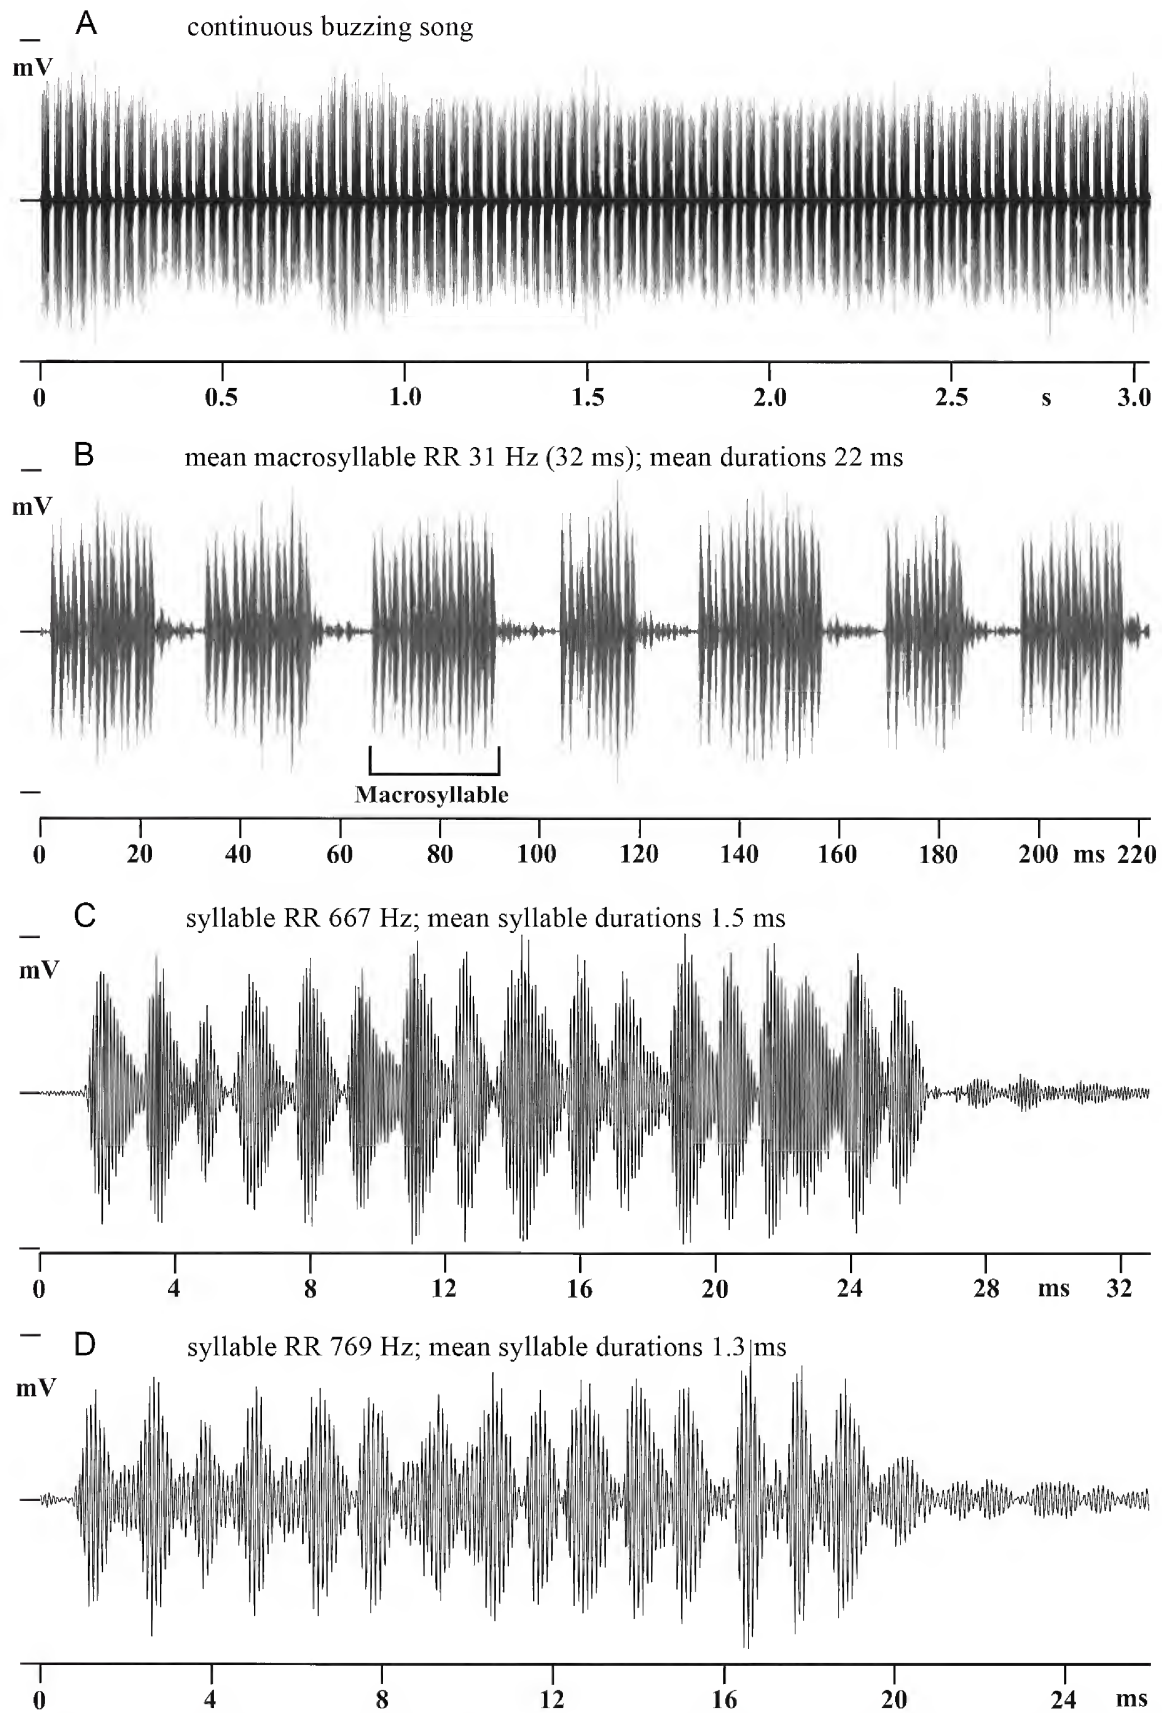 A continuous buzzing song
mV
0 0.5 1.0 1.5 2.0 2.5 s 3.0
B mean macrosyllable RR 31 Hz (32 ms); mean durations 22 ms
mV
Macrosyllable
0 20 40 60 80 100 120 140 160 180 200 ms 220
C syllable RR 667 Hz; mean syllable durations 1.5 ms
mV
0 4 8 12 16 20 24 28 ms 32
D syllable RR 769 Hz; mean syllable durations 1.3 ms
mV
0 4 8 12 16 20 24 ms